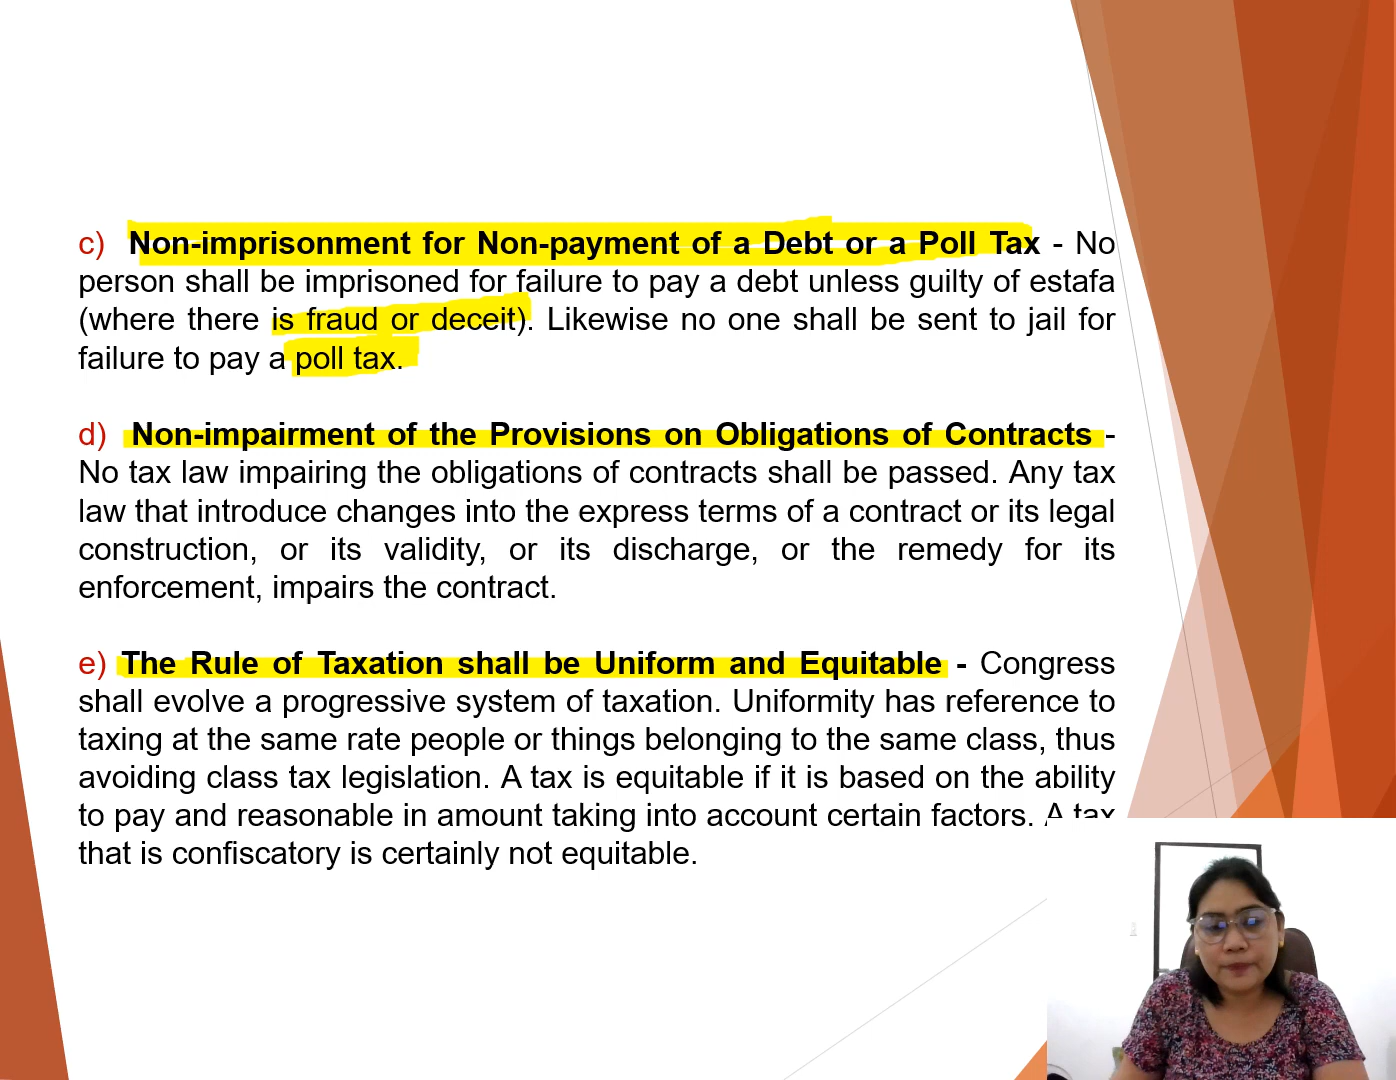 c) Non-imprisonment for Non-payment of a Debt or a Poll Tax - No
person shall be imprisoned for failure to pay a debt unless guilty of estafa
(where there is fraud or deceit). Likewise no one shall be sent to jail for
failure to pay a poll tax.
d) Non-impairment of the Provisions on Obligations of Contracts -
No tax law impairing the obligations of contracts shall be passed. Any tax
law that introduce changes into the express terms of a contract or its legal
construction, or its validity, or its discharge, or the remedy for its
enforcement, impairs the contract.
e) The Rule of Taxation shall be Uniform and Equitable - Congress
shall evolve a progressive system of taxation. Uniformity has reference to
taxing at the same rate people or things belonging to the same class, thus
avoiding class tax legislation. A tax is equitable if it is based on the ability
to pay and reasonable in amount taking into account certain factors. A tax
that is confiscatory is certainly not equitable.